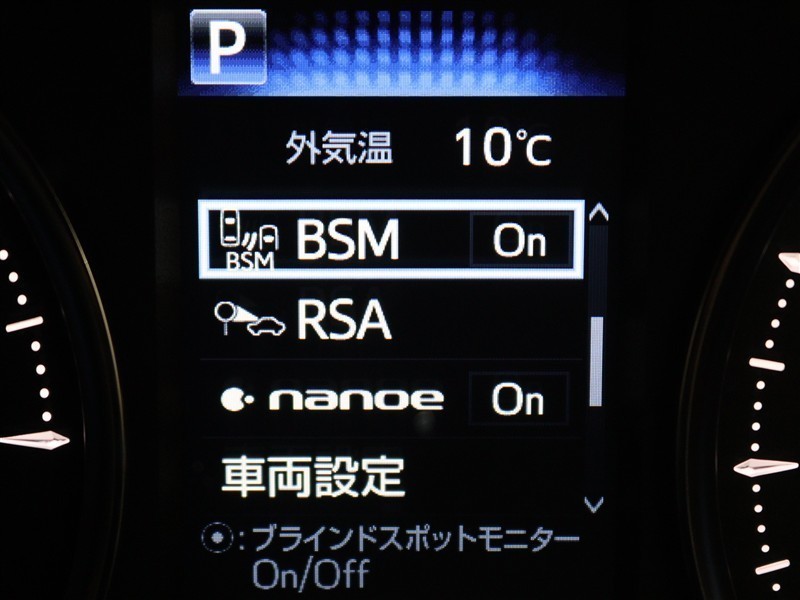 P
外気温 10℃
BSM BSM On
RSA
nanoe On
車両設定
:ブラインドスポットモニター
On/Off